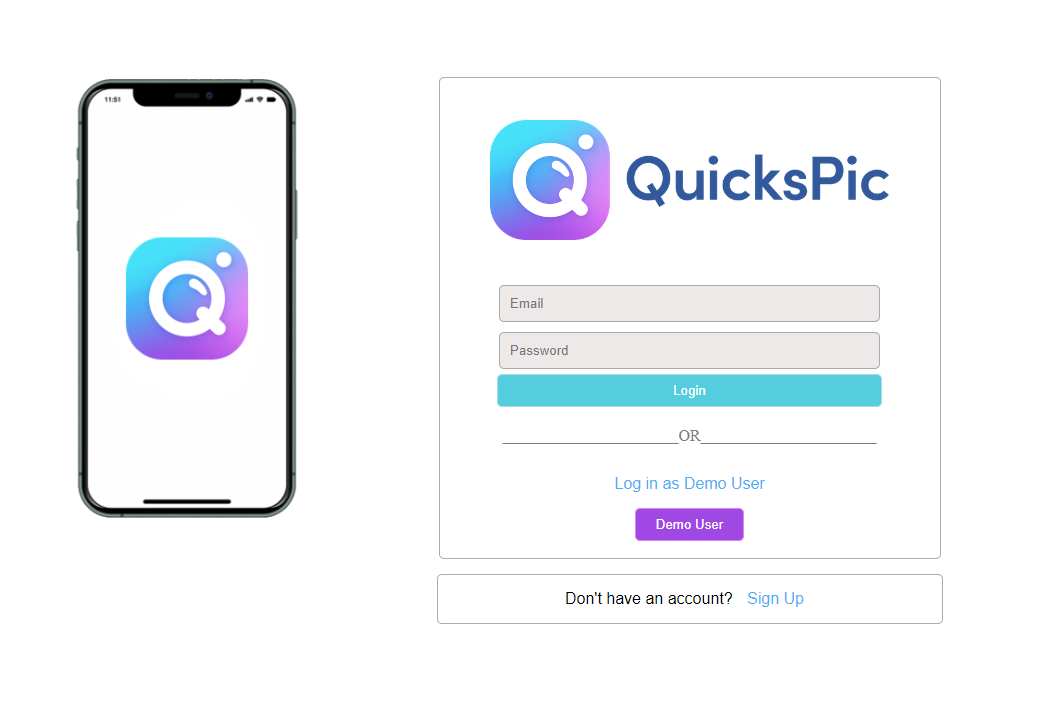 11:51
QuicksPic
Email
Password
Login
OR
Log in as Demo User
Demo User
Don't have an account? Sign Up